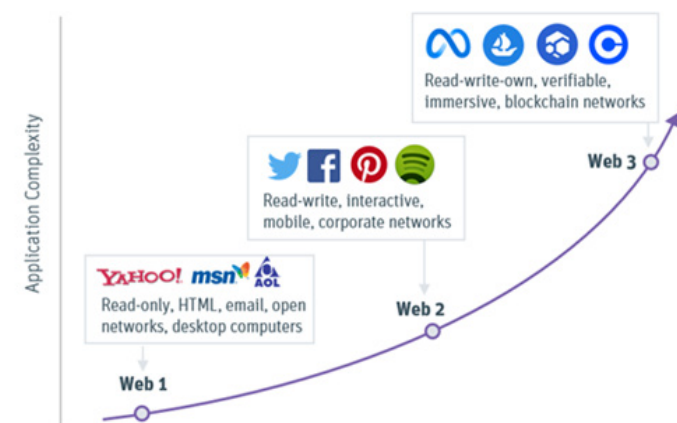 Application Complexity
Read-write-own, verifiable,
immersive, blockchain networks
Web 3
Read-write, interactive,
mobile, corporate networks
Web 2
YAHOO! msn AOL
Read-only, HTML, email, open
networks, desktop computers
Web 1